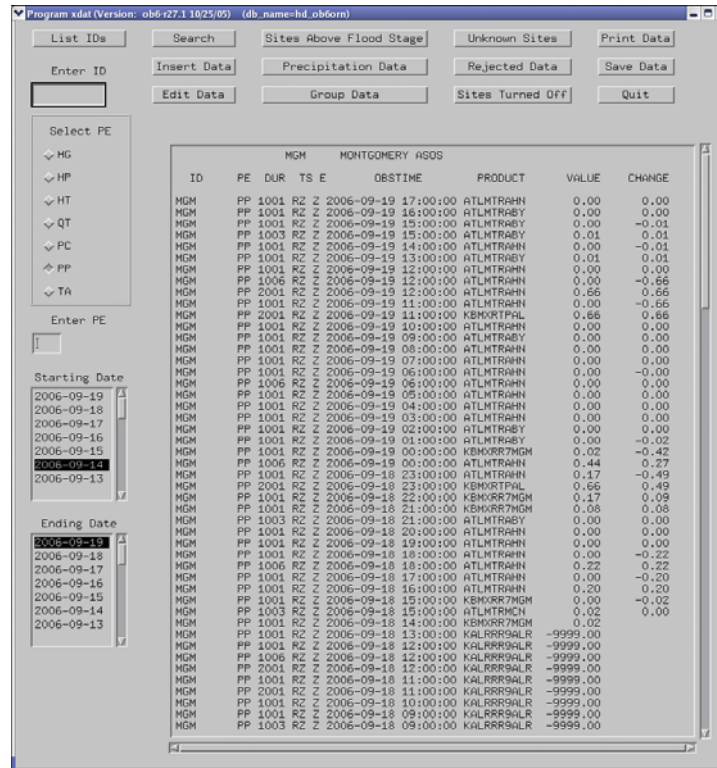 Program xdat (Version: ob6-r27.1 10/25/05) (db_name=hd_ob6orn)
List IDs Search Sites Above Flood Stage Unknown Sites Print Data
Enter ID Insert Data Precipitation Data Rejected Data Save Data
Edit Data Group Data Sites Turned Off Quit
Select PE
HG
HP
HT
QT
PC
PP
TA
Enter PE
Starting Date
2006-09-19
2006-09-18
2006-09-17
2006-09-16
2006-09-15
2006-09-14
2006-09-13
Ending Date
2006-09-19
2006-09-18
2006-09-17
2006-09-16
2006-09-15
2006-09-14
2006-09-13
MGM MONTGOMERY ASOS
ID PE DUR TS E OBSTIME PRODUCT VALUE CHANGE
MGM PP 1001 RZ Z 2006-09-19 17:00:00 ATLMTRAHN 0.00 0.00
MGM PP 1001 RZ Z 2006-09-19 16:00:00 ATLMTRABY 0.00 0.00
MGM PP 1001 RZ Z 2006-09-19 15:00:00 ATLMTRABY 0.00 -0.01
MGM PP 1003 RZ Z 2006-09-19 15:00:00 ATLMTRABY 0.01 0.01
MGM PP 1001 RZ Z 2006-09-19 14:00:00 ATLMTRAHN 0.00 -0.01
MGM PP 1001 RZ Z 2006-09-19 13:00:00 ATLMTRABY 0.01 0.01
MGM PP 1001 RZ Z 2006-09-19 12:00:00 ATLMTRAHN 0.00 0.00
MGM PP 1006 RZ Z 2006-09-19 12:00:00 ATLMTRAHN 0.00 -0.66
MGM PP 2001 RZ Z 2006-09-19 12:00:00 ATLMTRAHN 0.66 0.66
MGM PP 1001 RZ Z 2006-09-19 11:00:00 ATLMTRAHN 0.00 -0.66
MGM PP 2001 RZ Z 2006-09-19 11:00:00 KBMXRTPAL 0.66 0.66
MGM PP 1001 RZ Z 2006-09-19 10:00:00 ATLMTRAHN 0.00 0.00
MGM PP 1001 RZ Z 2006-09-19 09:00:00 ATLMTRABY 0.00 0.00
MGM PP 1001 RZ Z 2006-09-19 08:00:00 ATLMTRAHN 0.00 0.00
MGM PP 1001 RZ Z 2006-09-19 07:00:00 ATLMTRAHN 0.00 0.00
MGM PP 1001 RZ Z 2006-09-19 06:00:00 ATLMTRAHN 0.00 -0.00
MGM PP 1006 RZ Z 2006-09-19 06:00:00 ATLMTRAHN 0.00 0.00
MGM PP 1001 RZ Z 2006-09-19 05:00:00 ATLMTRAHN 0.00 0.00
MGM PP 1001 RZ Z 2006-09-19 04:00:00 ATLMTRAHN 0.00 0.00
MGM PP 1001 RZ Z 2006-09-19 03:00:00 ATLMTRAHN 0.00 0.00
MGM PP 1001 RZ Z 2006-09-19 02:00:00 ATLMTRABY 0.00 0.00
MGM PP 1001 RZ Z 2006-09-19 01:00:00 ATLMTRABY 0.00 -0.02
MGM PP 1001 RZ Z 2006-09-19 00:00:00 KBMXRR7MGM 0.02 -0.42
MGM PP 1006 RZ Z 2006-09-19 00:00:00 ATLMTRAHN 0.44 0.27
MGM PP 1001 RZ Z 2006-09-18 23:00:00 ATLMTRAHN 0.17 -0.49
MGM PP 2001 RZ Z 2006-09-18 23:00:00 KBMXRTPAL 0.66 0.49
MGM PP 1001 RZ Z 2006-09-18 22:00:00 KBMXRR7MGM 0.17 0.09
MGM PP 1001 RZ Z 2006-09-18 21:00:00 KBMXRR7MGM 0.08 0.08
MGM PP 1003 RZ Z 2006-09-18 21:00:00 ATLMTRABY 0.00 0.00
MGM PP 1001 RZ Z 2006-09-18 20:00:00 ATLMTRAHN 0.00 0.00
MGM PP 1001 RZ Z 2006-09-18 19:00:00 ATLMTRAHN 0.00 0.00
MGM PP 1001 RZ Z 2006-09-18 18:00:00 ATLMTRAHN 0.00 -0.22
MGM PP 1006 RZ Z 2006-09-18 18:00:00 ATLMTRAHN 0.22 0.22
MGM PP 1001 RZ Z 2006-09-18 17:00:00 ATLMTRAHN 0.00 -0.20
MGM PP 1001 RZ Z 2006-09-18 16:00:00 ATLMTRAHN 0.20 0.20
MGM PP 1001 RZ Z 2006-09-18 15:00:00 KBMXRR7MGM 0.00 -0.02
MGM PP 1003 RZ Z 2006-09-18 15:00:00 ATLMTRMCN 0.02 0.00
MGM PP 1001 RZ Z 2006-09-18 14:00:00 KBMXRR7MGM 0.02
MGM PP 1001 RZ Z 2006-09-18 13:00:00 KALRRR9ALR -9999.00
MGM PP 1001 RZ Z 2006-09-18 12:00:00 KALRRR9ALR -9999.00
MGM PP 1006 RZ Z 2006-09-18 12:00:00 KALRRR9ALR -9999.00
MGM PP 2001 RZ Z 2006-09-18 12:00:00 KALRRR9ALR -9999.00
MGM PP 1001 RZ Z 2006-09-18 11:00:00 KALRRR9ALR -9999.00
MGM PP 2001 RZ Z 2006-09-18 11:00:00 KALRRR9ALR -9999.00
MGM PP 1001 RZ Z 2006-09-18 10:00:00 KALRRR9ALR -9999.00
MGM PP 1001 RZ Z 2006-09-18 09:00:00 KALRRR9ALR -9999.00
MGM PP 1003 RZ Z 2006-09-18 09:00:00 KALRRR9ALR -9999.00